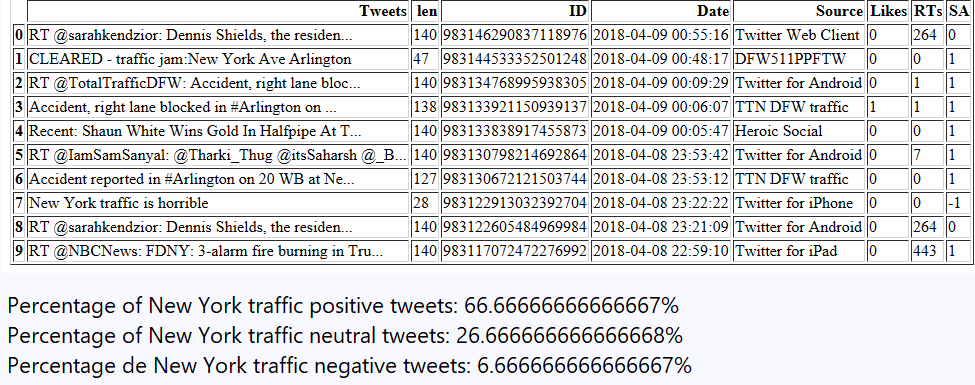 Tweets len ID Date Source Likes RTs SA
0 RT @sarahkendzior: Dennis Shields, the residen... 140 983146290837118976 2018-04-09 00:55:16 Twitter Web Client 0 264 0
1 CLEARED - traffic jam:New York Ave Arlington 47 983144533352501248 2018-04-09 00:48:17 DFW511PPFTW 0 0 1
2 RT @TotalTrafficDFW: Accident, right lane bloc... 140 983134768995938305 2018-04-09 00:09:29 Twitter for Android 0 1 1
3 Accident, right lane blocked in #Arlington on ... 138 983133921150939137 2018-04-09 00:06:07 TTN DFW traffic 1 1 1
4 Recent: Shaun White Wins Gold In Halfpipe At T... 140 983133838917455873 2018-04-09 00:05:47 Heroic Social 0 0 1
5 RT @IamSamSanyal: @Tharki_Thug @itsSaharsh @_B... 140 983130798214692864 2018-04-08 23:53:42 Twitter for Android 0 7 1
6 Accident reported in #Arlington on 20 WB at Ne... 127 983130672121503744 2018-04-08 23:53:12 TTN DFW traffic 0 0 1
7 New York traffic is horrible 28 983122913032392704 2018-04-08 23:22:22 Twitter for iPhone 0 0 -1
8 RT @sarahkendzior: Dennis Shields, the residen... 140 983122605484969984 2018-04-08 23:21:09 Twitter for Android 0 264 0
9 RT @NBCNews: FDNY: 3-alarm fire burning in Tru... 140 983117072472276992 2018-04-08 22:59:10 Twitter for iPad 0 443 1
Percentage of New York traffic positive tweets: 66.66666666666667%
Percentage of New York traffic neutral tweets: 26.666666666666668%
Percentage de New York traffic negative tweets: 6.666666666666667%